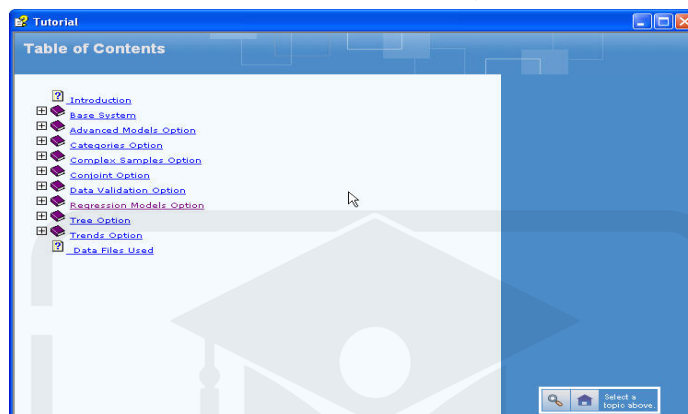 Tutorial
Table of Contents
Introduction
Base System
Advanced Models Option
Categories Option
Complex Samples Option
Conjoint Option
Data Validation Option
Regression Models Option
Tree Option
Trends Option
Data Files Used
Select a
topic above.